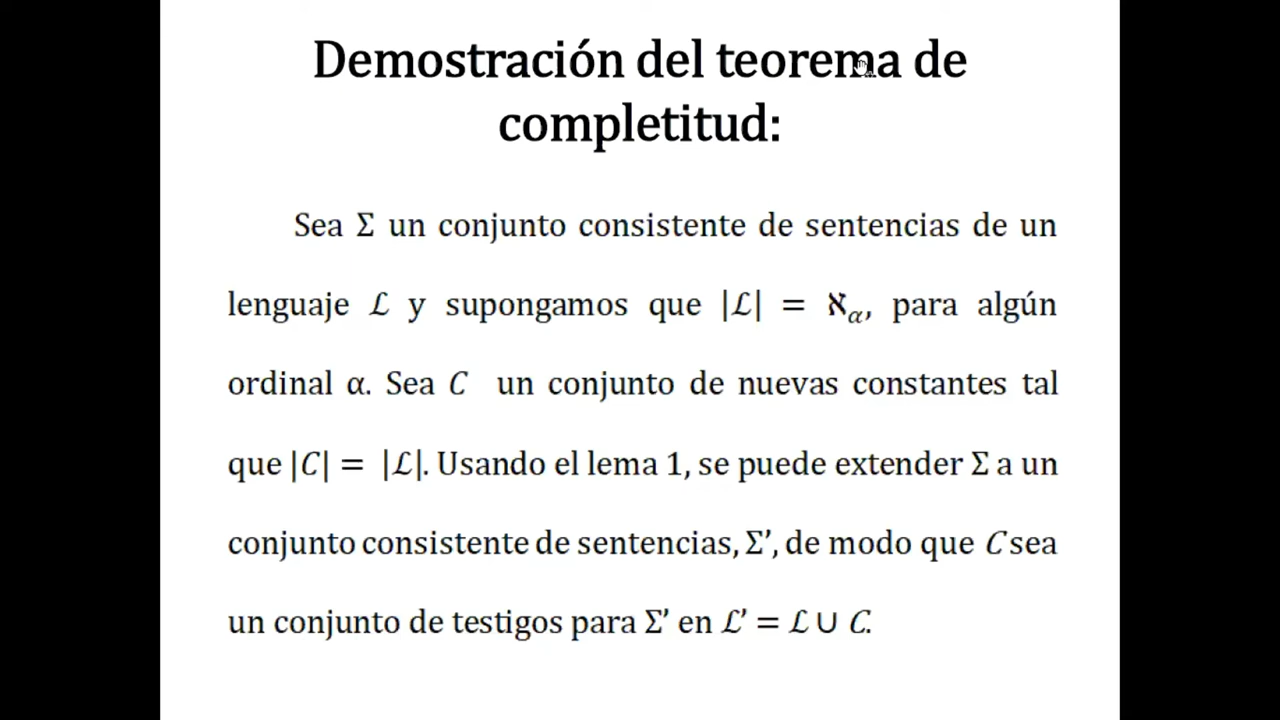 Demostración del teorema de
completitud:
Sea Σ un conjunto consistente de sentencias de un
lenguaje ℒ y supongamos que |ℒ| = ℵ_α, para algún
ordinal α. Sea C un conjunto de nuevas constantes tal
que |C| = |ℒ|. Usando el lema 1, se puede extender Σ a un
conjunto consistente de sentencias, Σ’, de modo que C sea
un conjunto de testigos para Σ’ en ℒ’ = ℒ ∪ C.